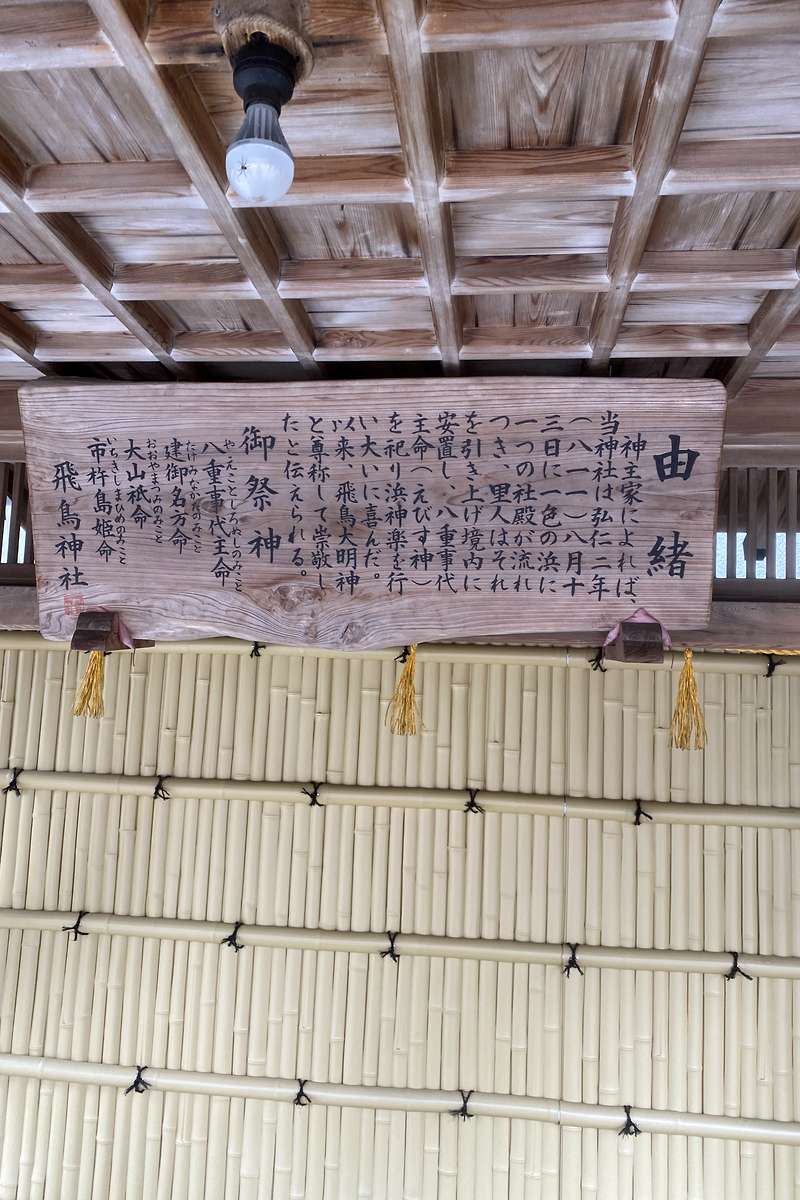 由緒
神主家によれば、
当神社は弘仁二年
（八一一）八月十
三日に一色の浜に
一つの社殿が流れ
つき、里人はそれ
を引き上げ境内に
安置し、八重事代
主命（えびす神）
を祀り浜神楽を行
い大いに喜んだ。
以来、飛鳥大明神
と尊称して崇敬し
たと伝えられる。
御祭神
やえことしろぬしのみこと
八重事代主命
たけみなかたのみこと
建御名方命
おおやまつみのみこと
大山祇命
いちきしまひめのみこと
市杵島姫命
飛鳥神社